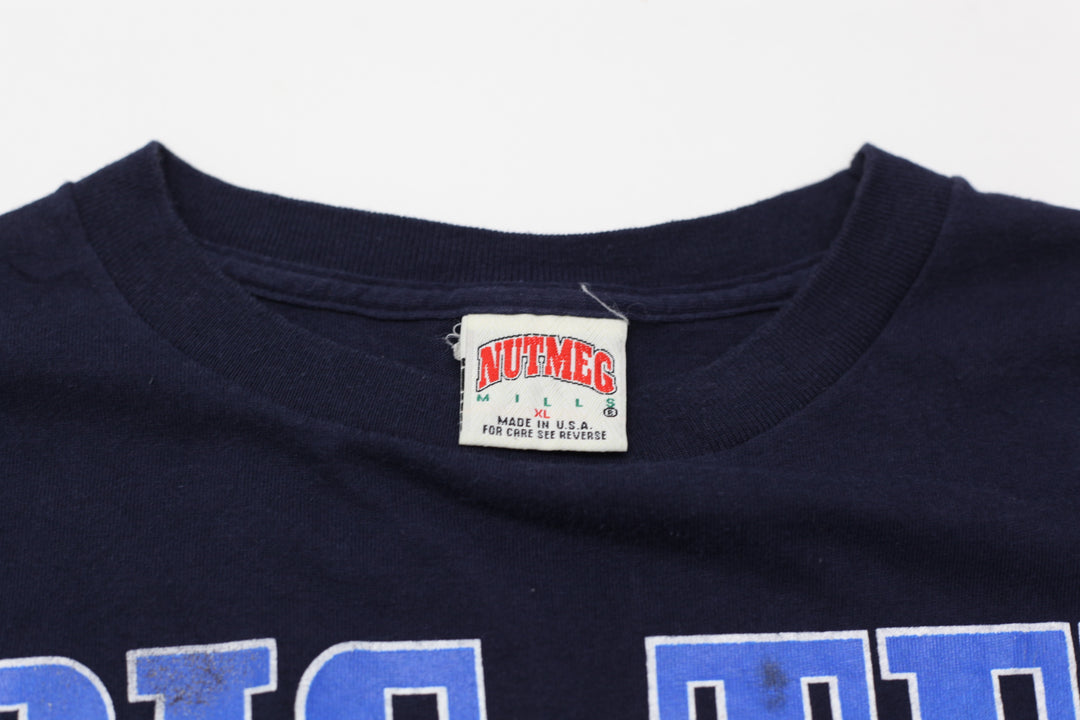 NUTMEG
MILLS
XL ®
MADE IN U.S.A.
FOR CARE SEE REVERSE